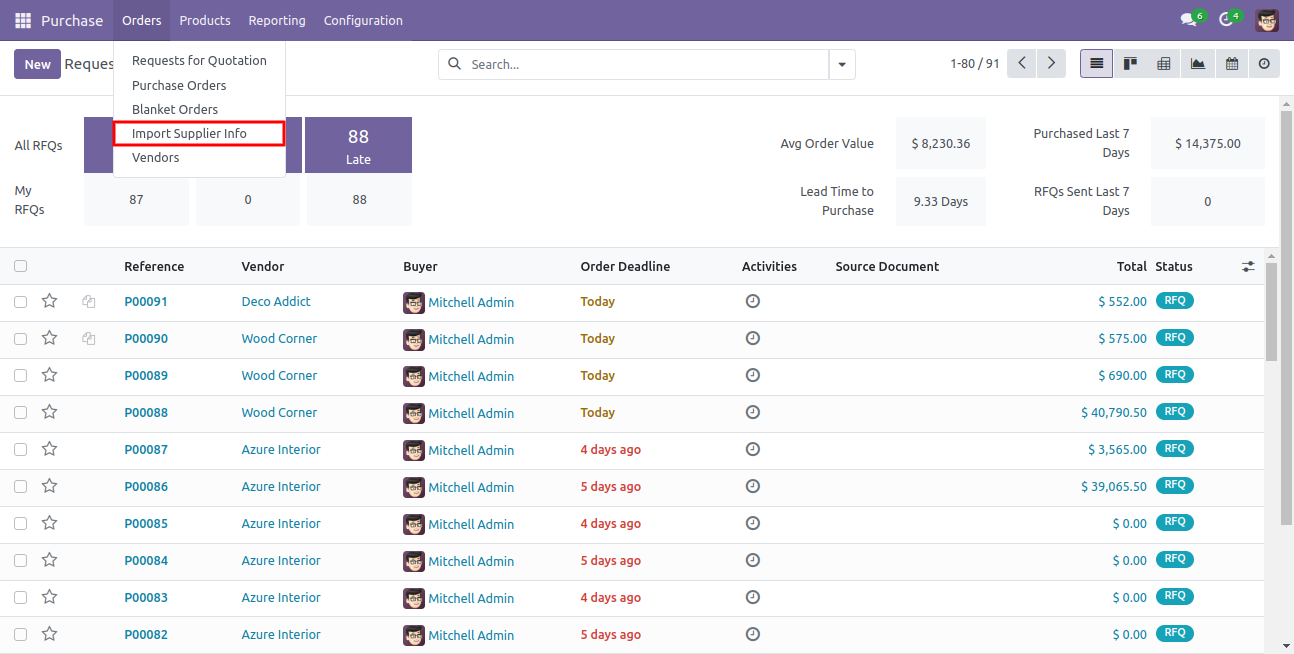 Purchase Orders Products Reporting Configuration 6 4
New Reques Search... 1-80 / 91
Requests for Quotation
Purchase Orders
Blanket Orders
Import Supplier Info
Vendors
All RFQs 88
Late
My
RFQs 87 0 88
Avg Order Value $ 8,230.36 Purchased Last 7
Days $ 14,375.00
Lead Time to
Purchase 9.33 Days RFQs Sent Last 7
Days 0
Reference Vendor Buyer Order Deadline Activities Source Document Total Status
P00091 Deco Addict Mitchell Admin Today $ 552.00 RFQ
P00090 Wood Corner Mitchell Admin Today $ 575.00 RFQ
P00089 Wood Corner Mitchell Admin Today $ 690.00 RFQ
P00088 Wood Corner Mitchell Admin Today $ 40,790.50 RFQ
P00087 Azure Interior Mitchell Admin 4 days ago $ 3,565.00 RFQ
P00086 Azure Interior Mitchell Admin 5 days ago $ 39,065.50 RFQ
P00085 Azure Interior Mitchell Admin 4 days ago $ 0.00 RFQ
P00084 Azure Interior Mitchell Admin 5 days ago $ 0.00 RFQ
P00083 Azure Interior Mitchell Admin 4 days ago $ 0.00 RFQ
P00082 Azure Interior Mitchell Admin 5 days ago $ 0.00 RFQ